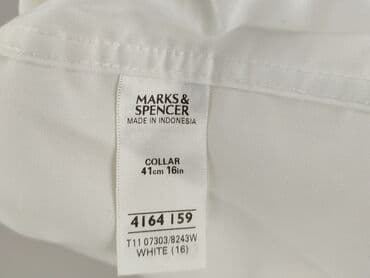 MARKS &
SPENCER
MADE IN INDONESIA
COLLAR
41cm 16in
4164 159
T11 07303/8243W
WHITE (16)